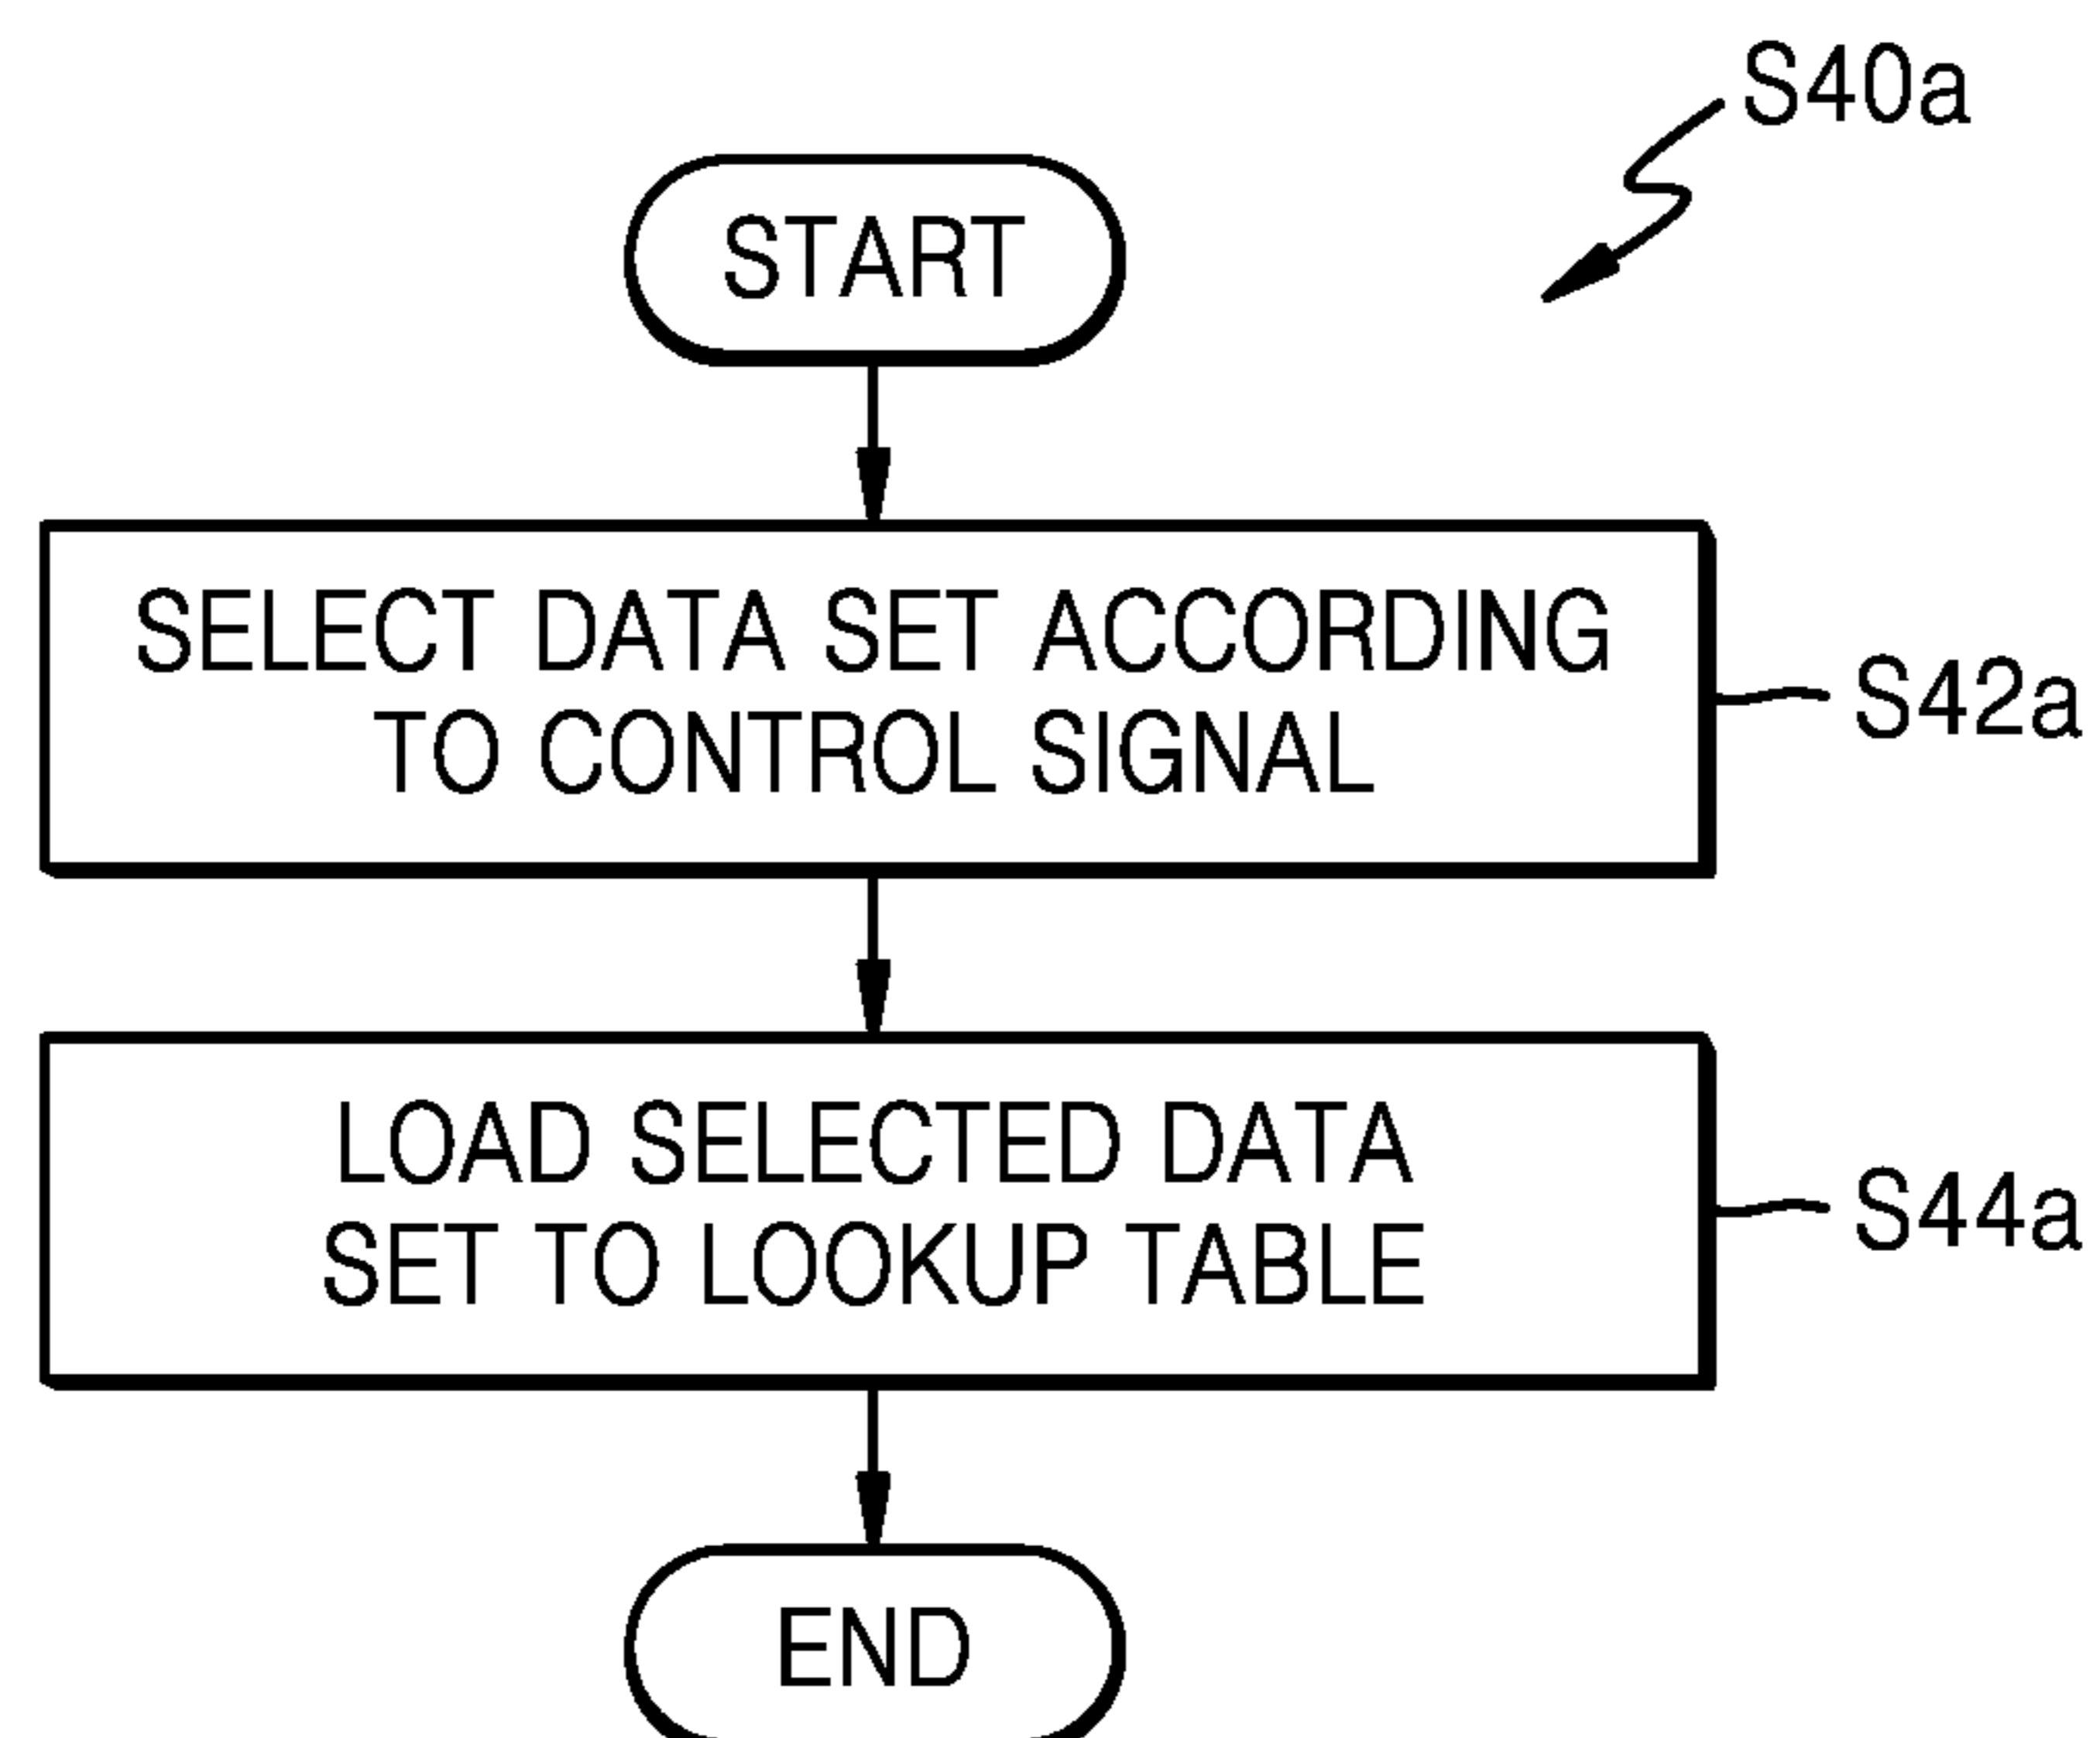 S40a
START
SELECT DATA SET ACCORDING
TO CONTROL SIGNAL
S42a
LOAD SELECTED DATA
SET TO LOOKUP TABLE
S44a
END